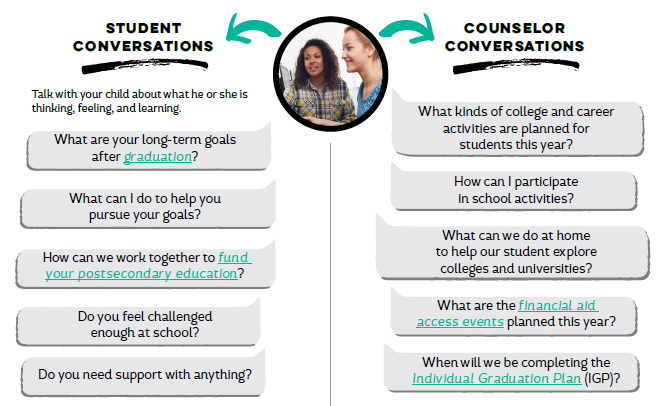 STUDENT
CONVERSATIONS
Talk with your child about what he or she is
thinking, feeling, and learning.
What are your long-term goals
after graduation?
What can I do to help you
pursue your goals?
How can we work together to fund
your postsecondary education?
Do you feel challenged
enough at school?
Do you need support with anything?
COUNSELOR
CONVERSATIONS
What kinds of college and career
activities are planned for
students this year?
How can I participate
in school activities?
What can we do at home
to help our student explore
colleges and universities?
What are the financial aid
access events planned this year?
When will we be completing the
Individual Graduation Plan (IGP)?